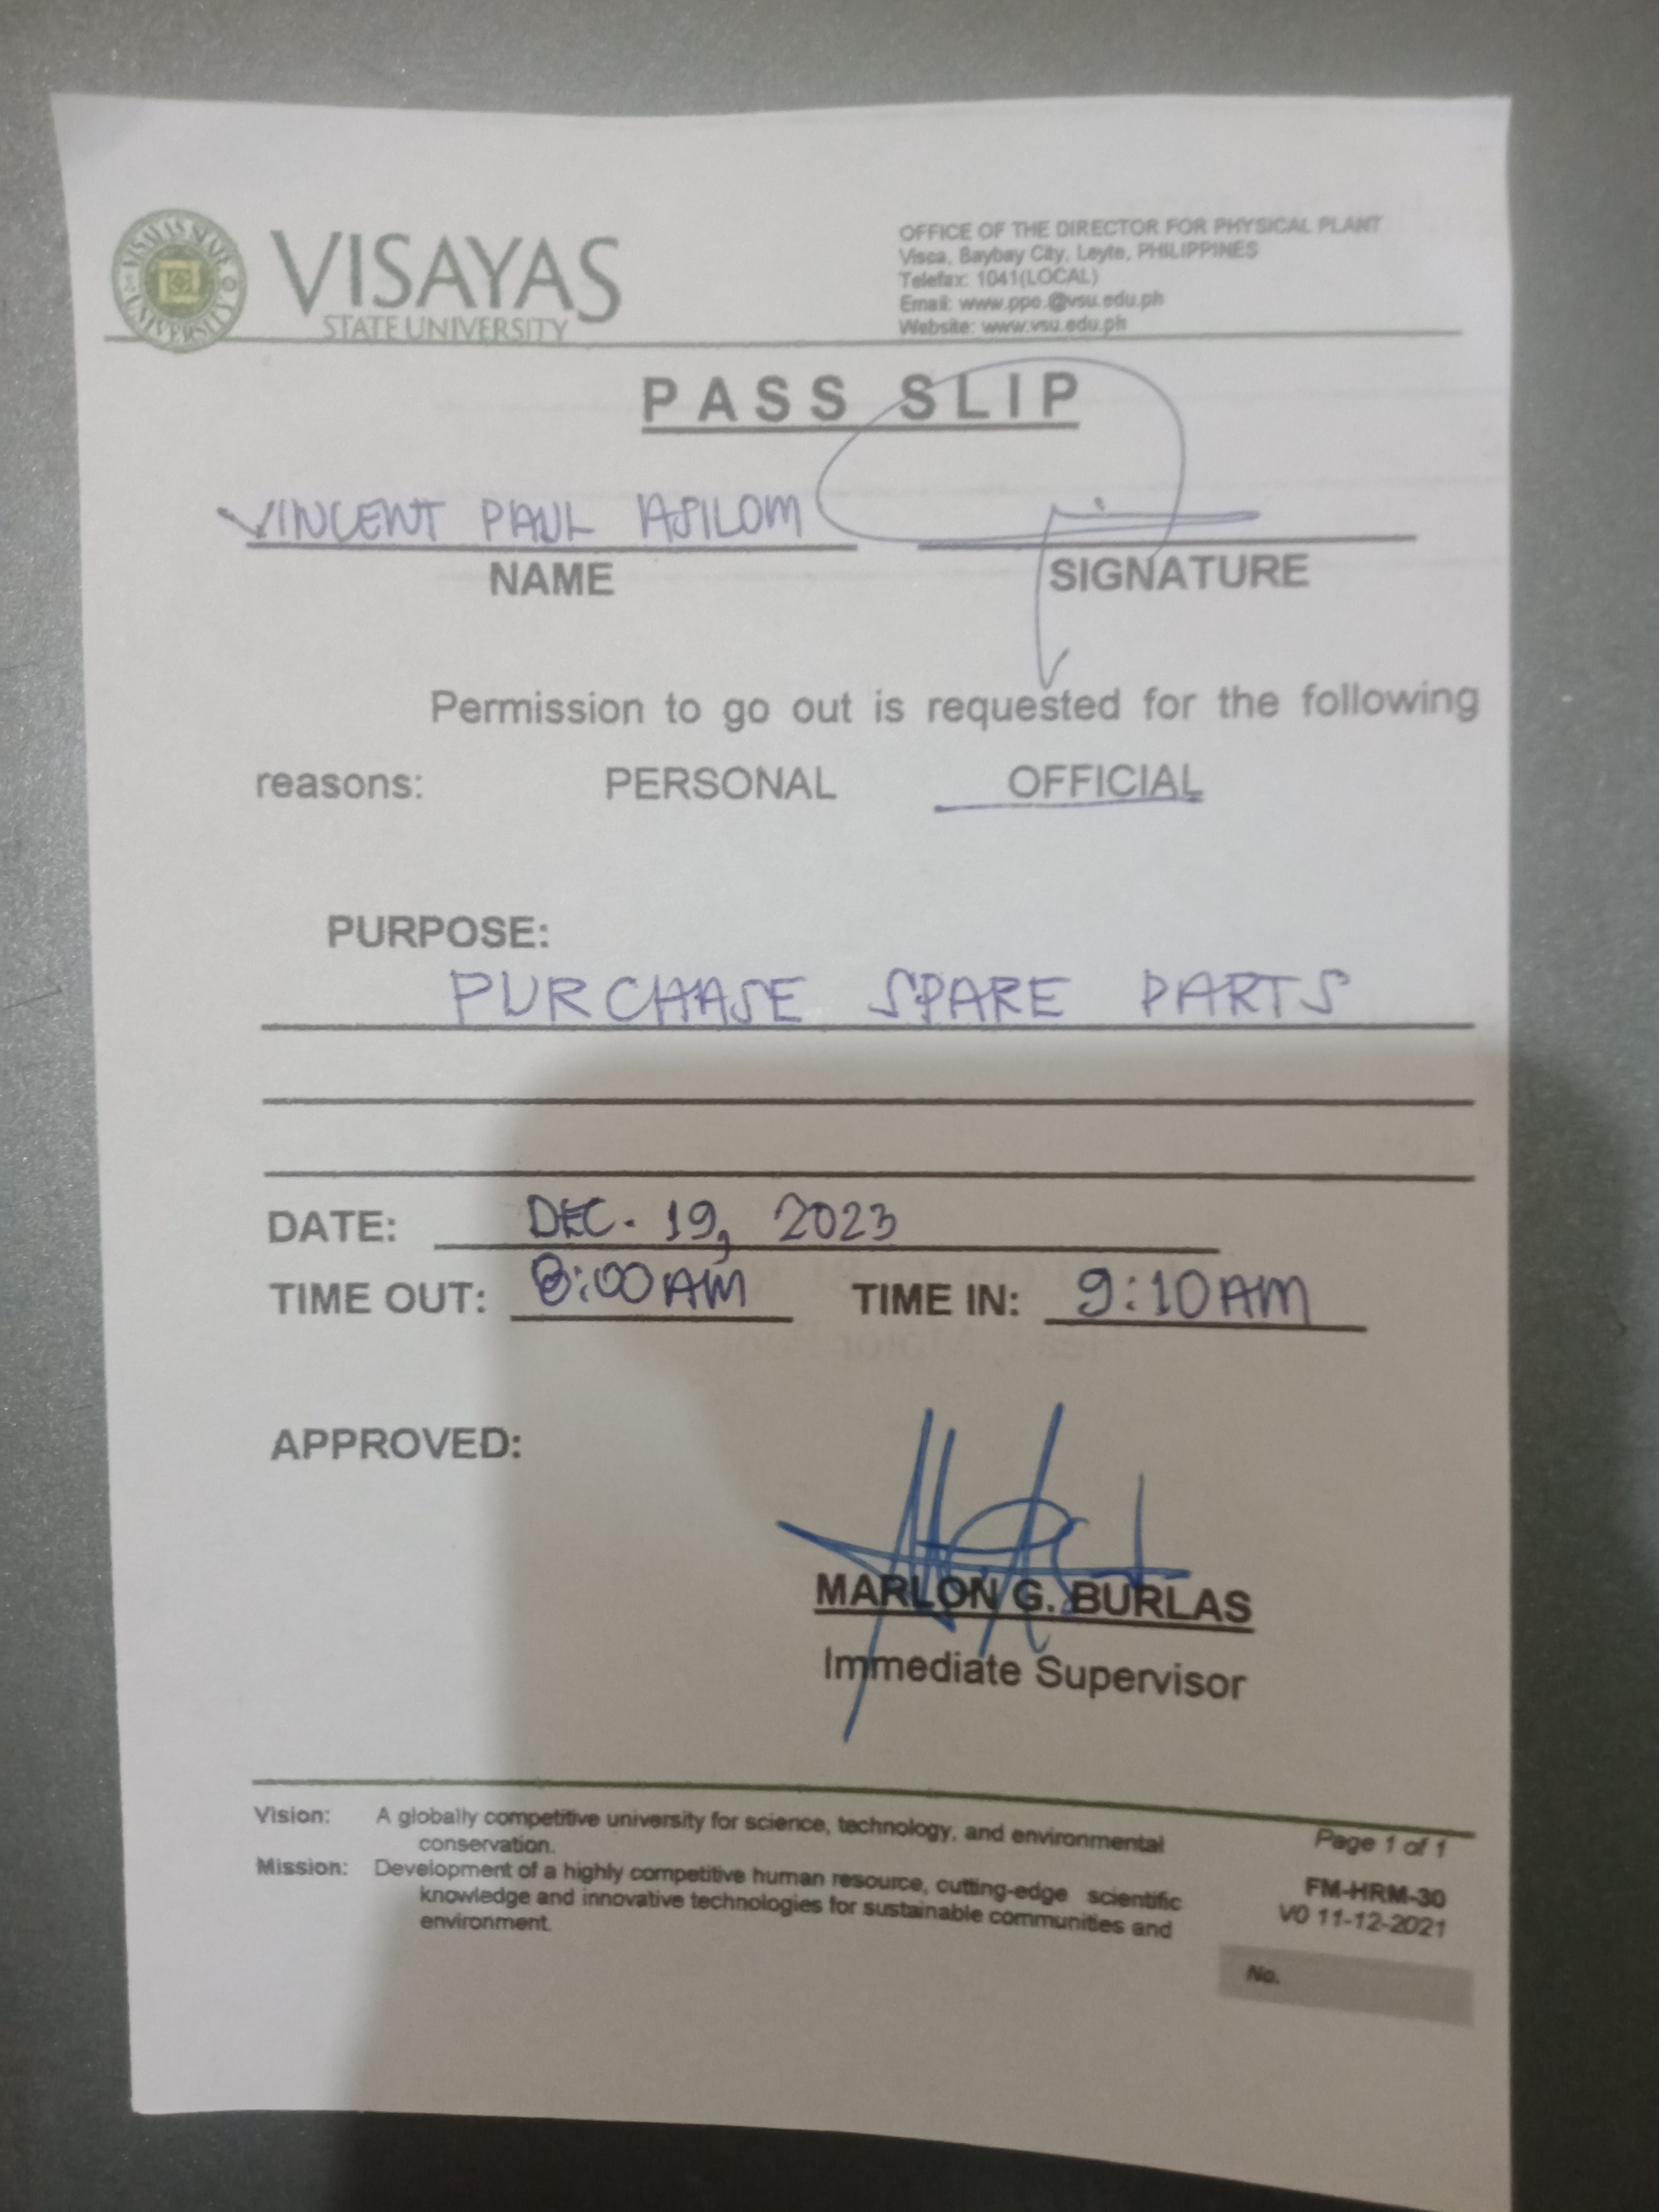 VISAYAS
STATE UNIVERSITY
OFFICE OF THE DIRECTOR FOR PHYSICAL PLANT
Visca, Baybay City, Leyte, PHILIPPINES
Telefax: 1041(LOCAL)
Email: www.ppo.@vsu.edu.ph
Website: www.vsu.edu.ph
PASS SLIP
VINCENT PAUL ASILOM
NAME SIGNATURE
Permission to go out is requested for the following
reasons: PERSONAL OFFICIAL
PURPOSE:
PURCHASE SPARE PARTS
DATE: DEC. 19, 2023
TIME OUT: 8:00AM TIME IN: 9:10AM
APPROVED:
MARLON G. BURLAS
Immediate Supervisor
Vision: A globally competitive university for science, technology, and environmental
conservation.
Mission: Development of a highly competitive human resource, cutting-edge scientific
knowledge and innovative technologies for sustainable communities and
environment.
Page 1 of 1
FM-HRM-30
V0 11-12-2021
No.